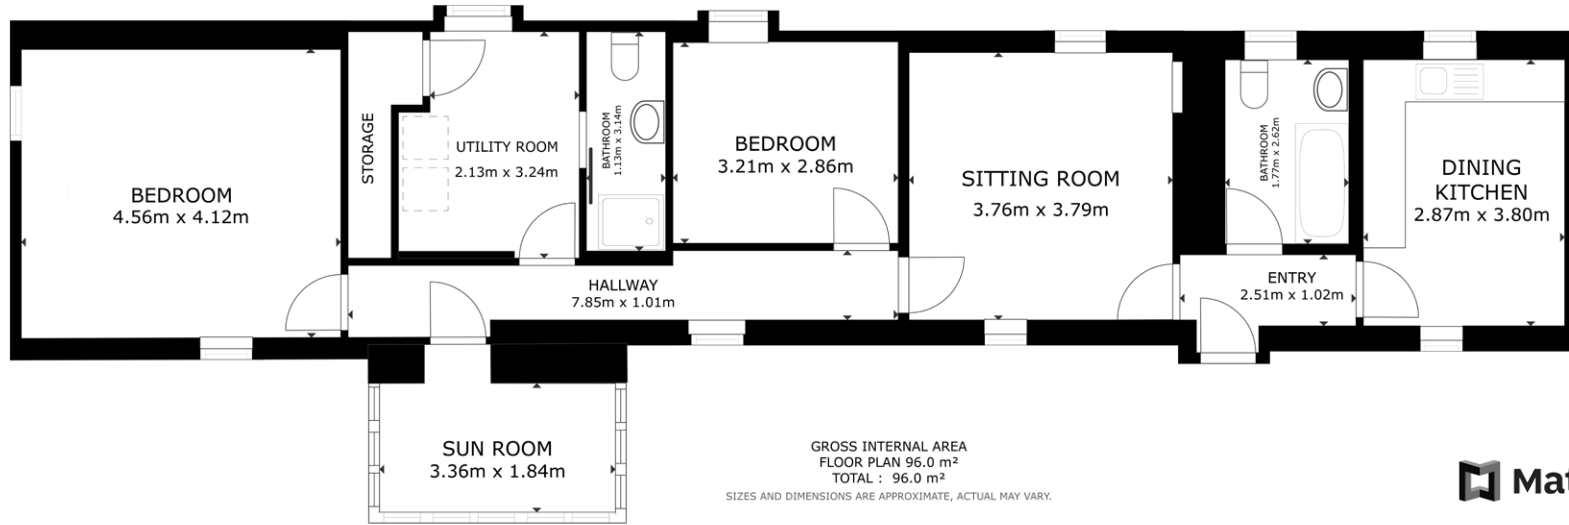 BEDROOM
4.56m x 4.12m
STORAGE
UTILITY ROOM
2.13m x 3.24m
BATHROOM
1.13m x 3.14m
BEDROOM
3.21m x 2.86m
SITTING ROOM
3.76m x 3.79m
BATHROOM
1.77m x 2.62m
DINING
KITCHEN
2.87m x 3.80m
HALLWAY
7.85m x 1.01m
ENTRY
2.51m x 1.02m
SUN ROOM
3.36m x 1.84m
GROSS INTERNAL AREA
FLOOR PLAN 96.0 m²
TOTAL : 96.0 m²
SIZES AND DIMENSIONS ARE APPROXIMATE, ACTUAL MAY VARY.
Mat